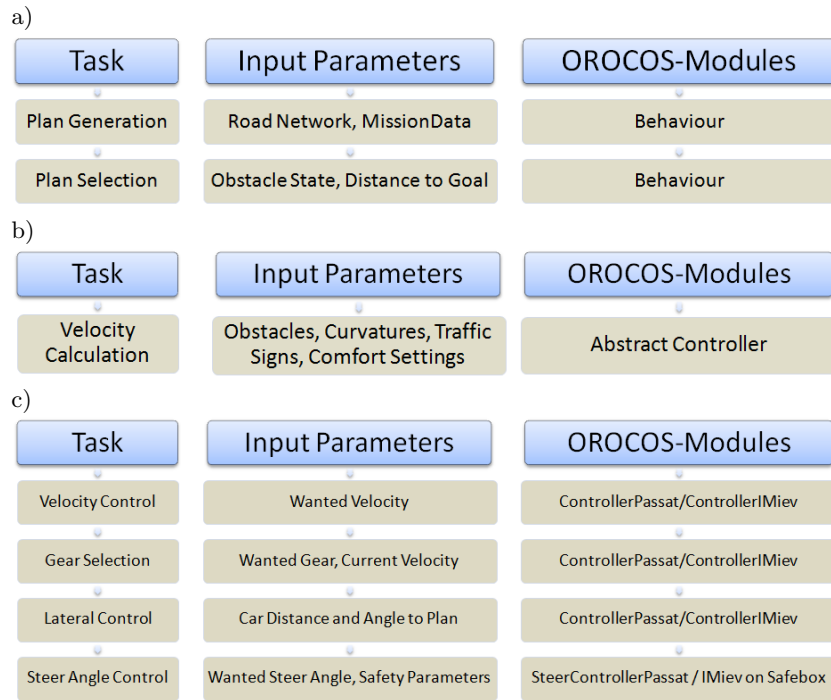 a)
Task Input Parameters OROCOS-Modules
Plan Generation Road Network, MissionData Behaviour
Plan Selection Obstacle State, Distance to Goal Behaviour
b)
Task Input Parameters OROCOS-Modules
Velocity Calculation Obstacles, Curvatures, Traffic Signs, Comfort Settings Abstract Controller
c)
Task Input Parameters OROCOS-Modules
Velocity Control Wanted Velocity ControllerPassat/ControllerIMiev
Gear Selection Wanted Gear, Current Velocity ControllerPassat/ControllerIMiev
Lateral Control Car Distance and Angle to Plan ControllerPassat/ControllerIMiev
Steer Angle Control Wanted Steer Angle, Safety Parameters SteerControllerPassat / IMiev on Safebox